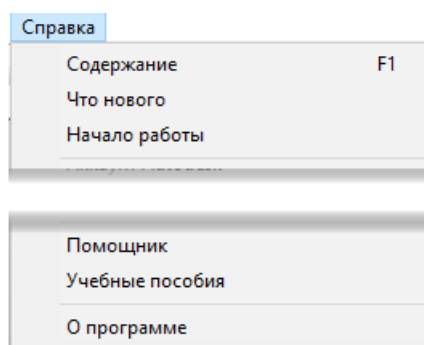 Справка
Содержание F1
Что нового
Начало работы
Помощник
Учебные пособия
О программе